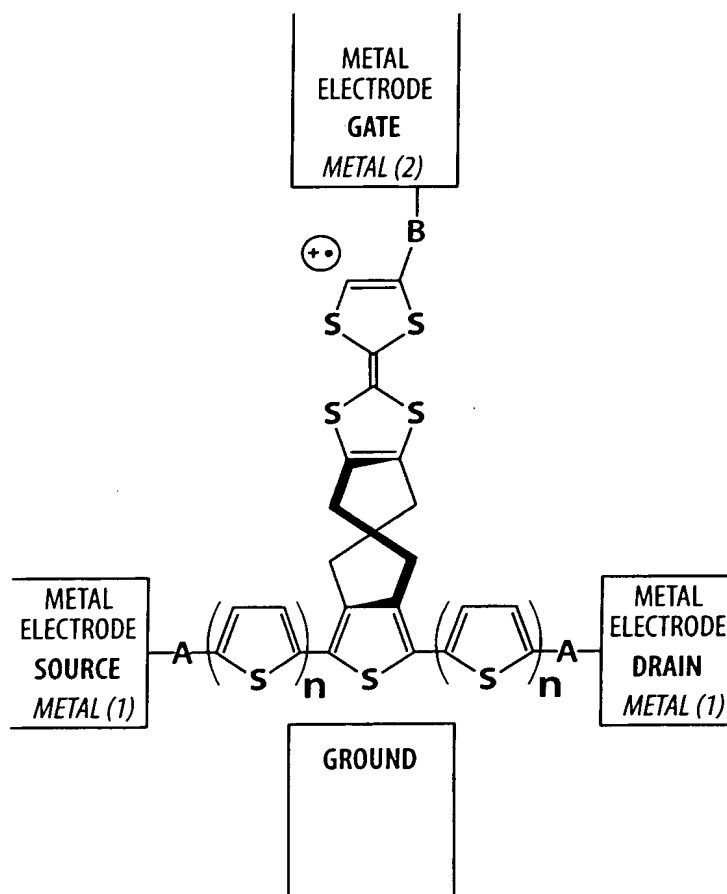 METAL
ELECTRODE
GATE
METAL (2)
B
+•
S S
S S
METAL
ELECTRODE
SOURCE
METAL (1)
A
S
n
S
S
n
A
METAL
ELECTRODE
DRAIN
METAL (1)
GROUND